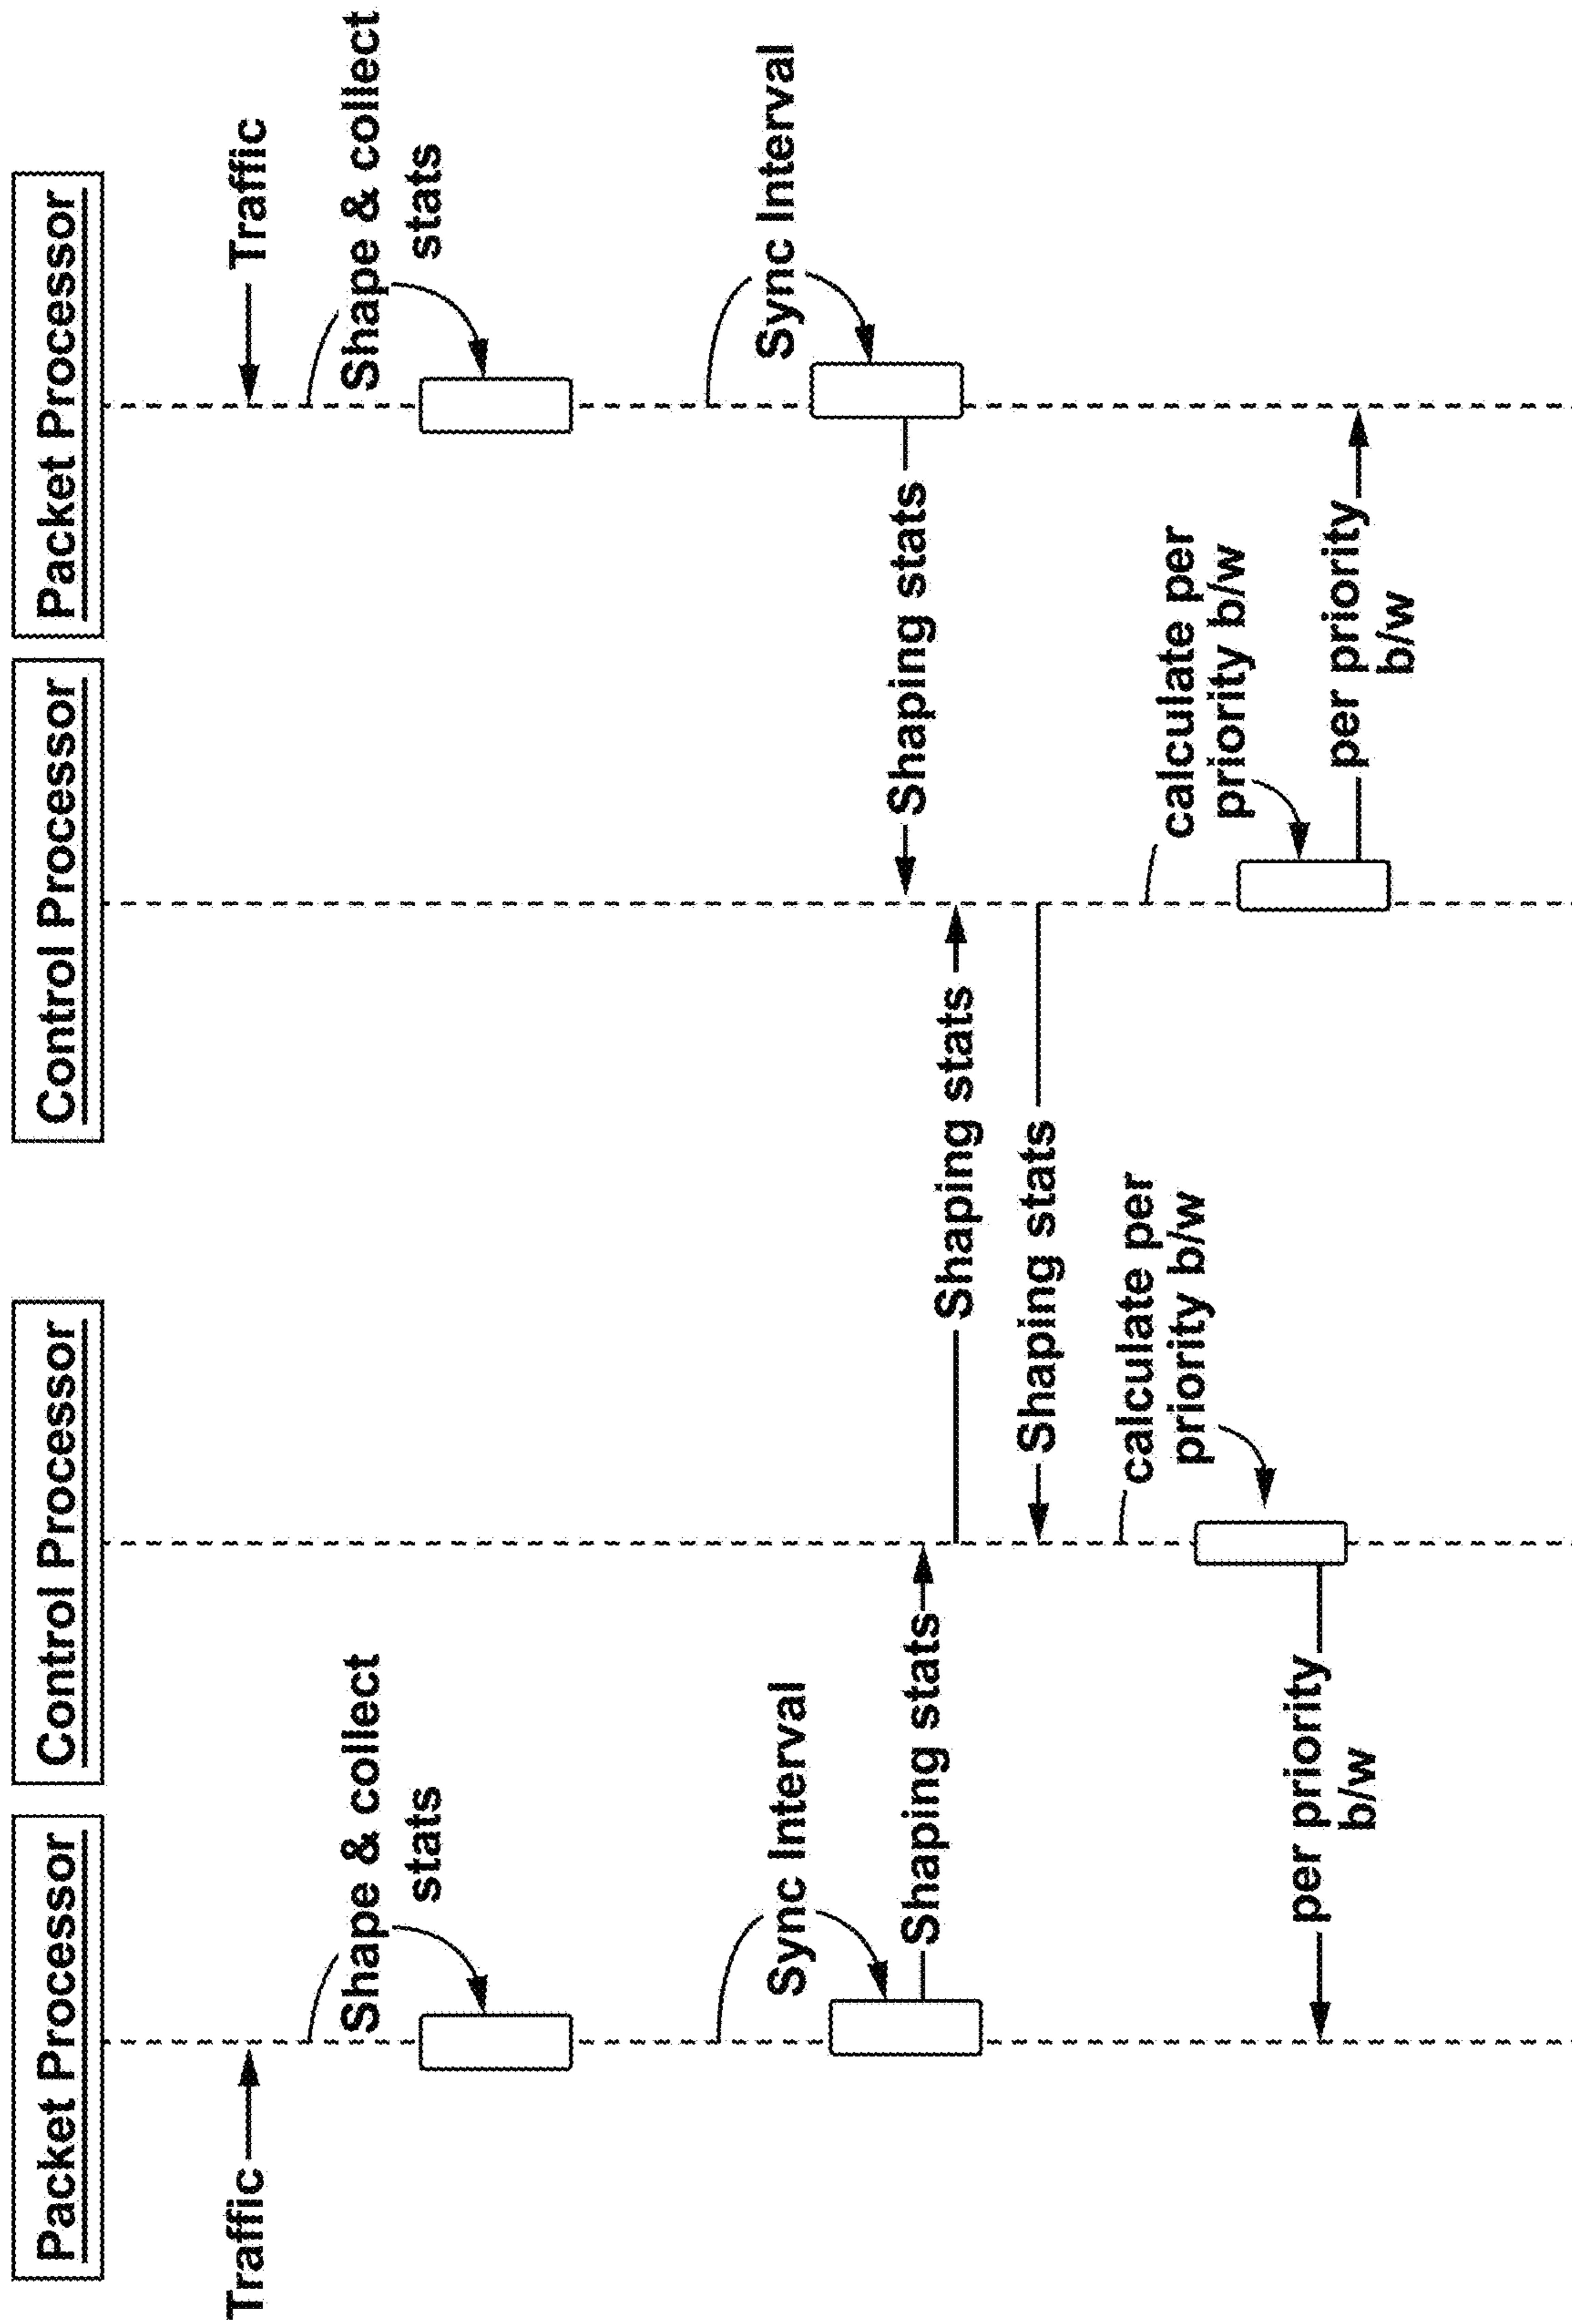 Packet Processor
Control Processor
Control Processor
Packet Processor
Traffic
Shape & collect
stats
Traffic
Shape & collect
stats
Sync Interval
Sync Interval
Shaping stats
Shaping stats
Shaping stats
Shaping stats
calculate per
priority b/w
calculate per
priority b/w
per priority
b/w
per priority
b/w